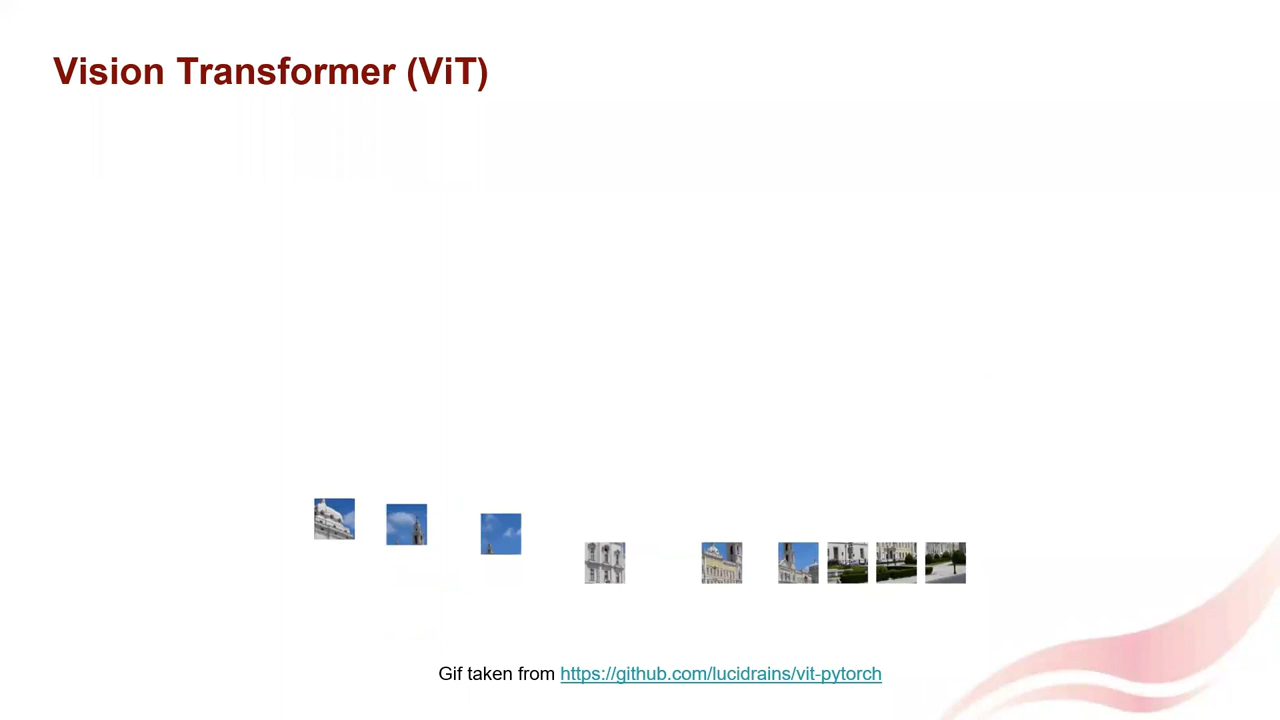 Vision Transformer (ViT)
Gif taken from https://github.com/lucidrains/vit-pytorch